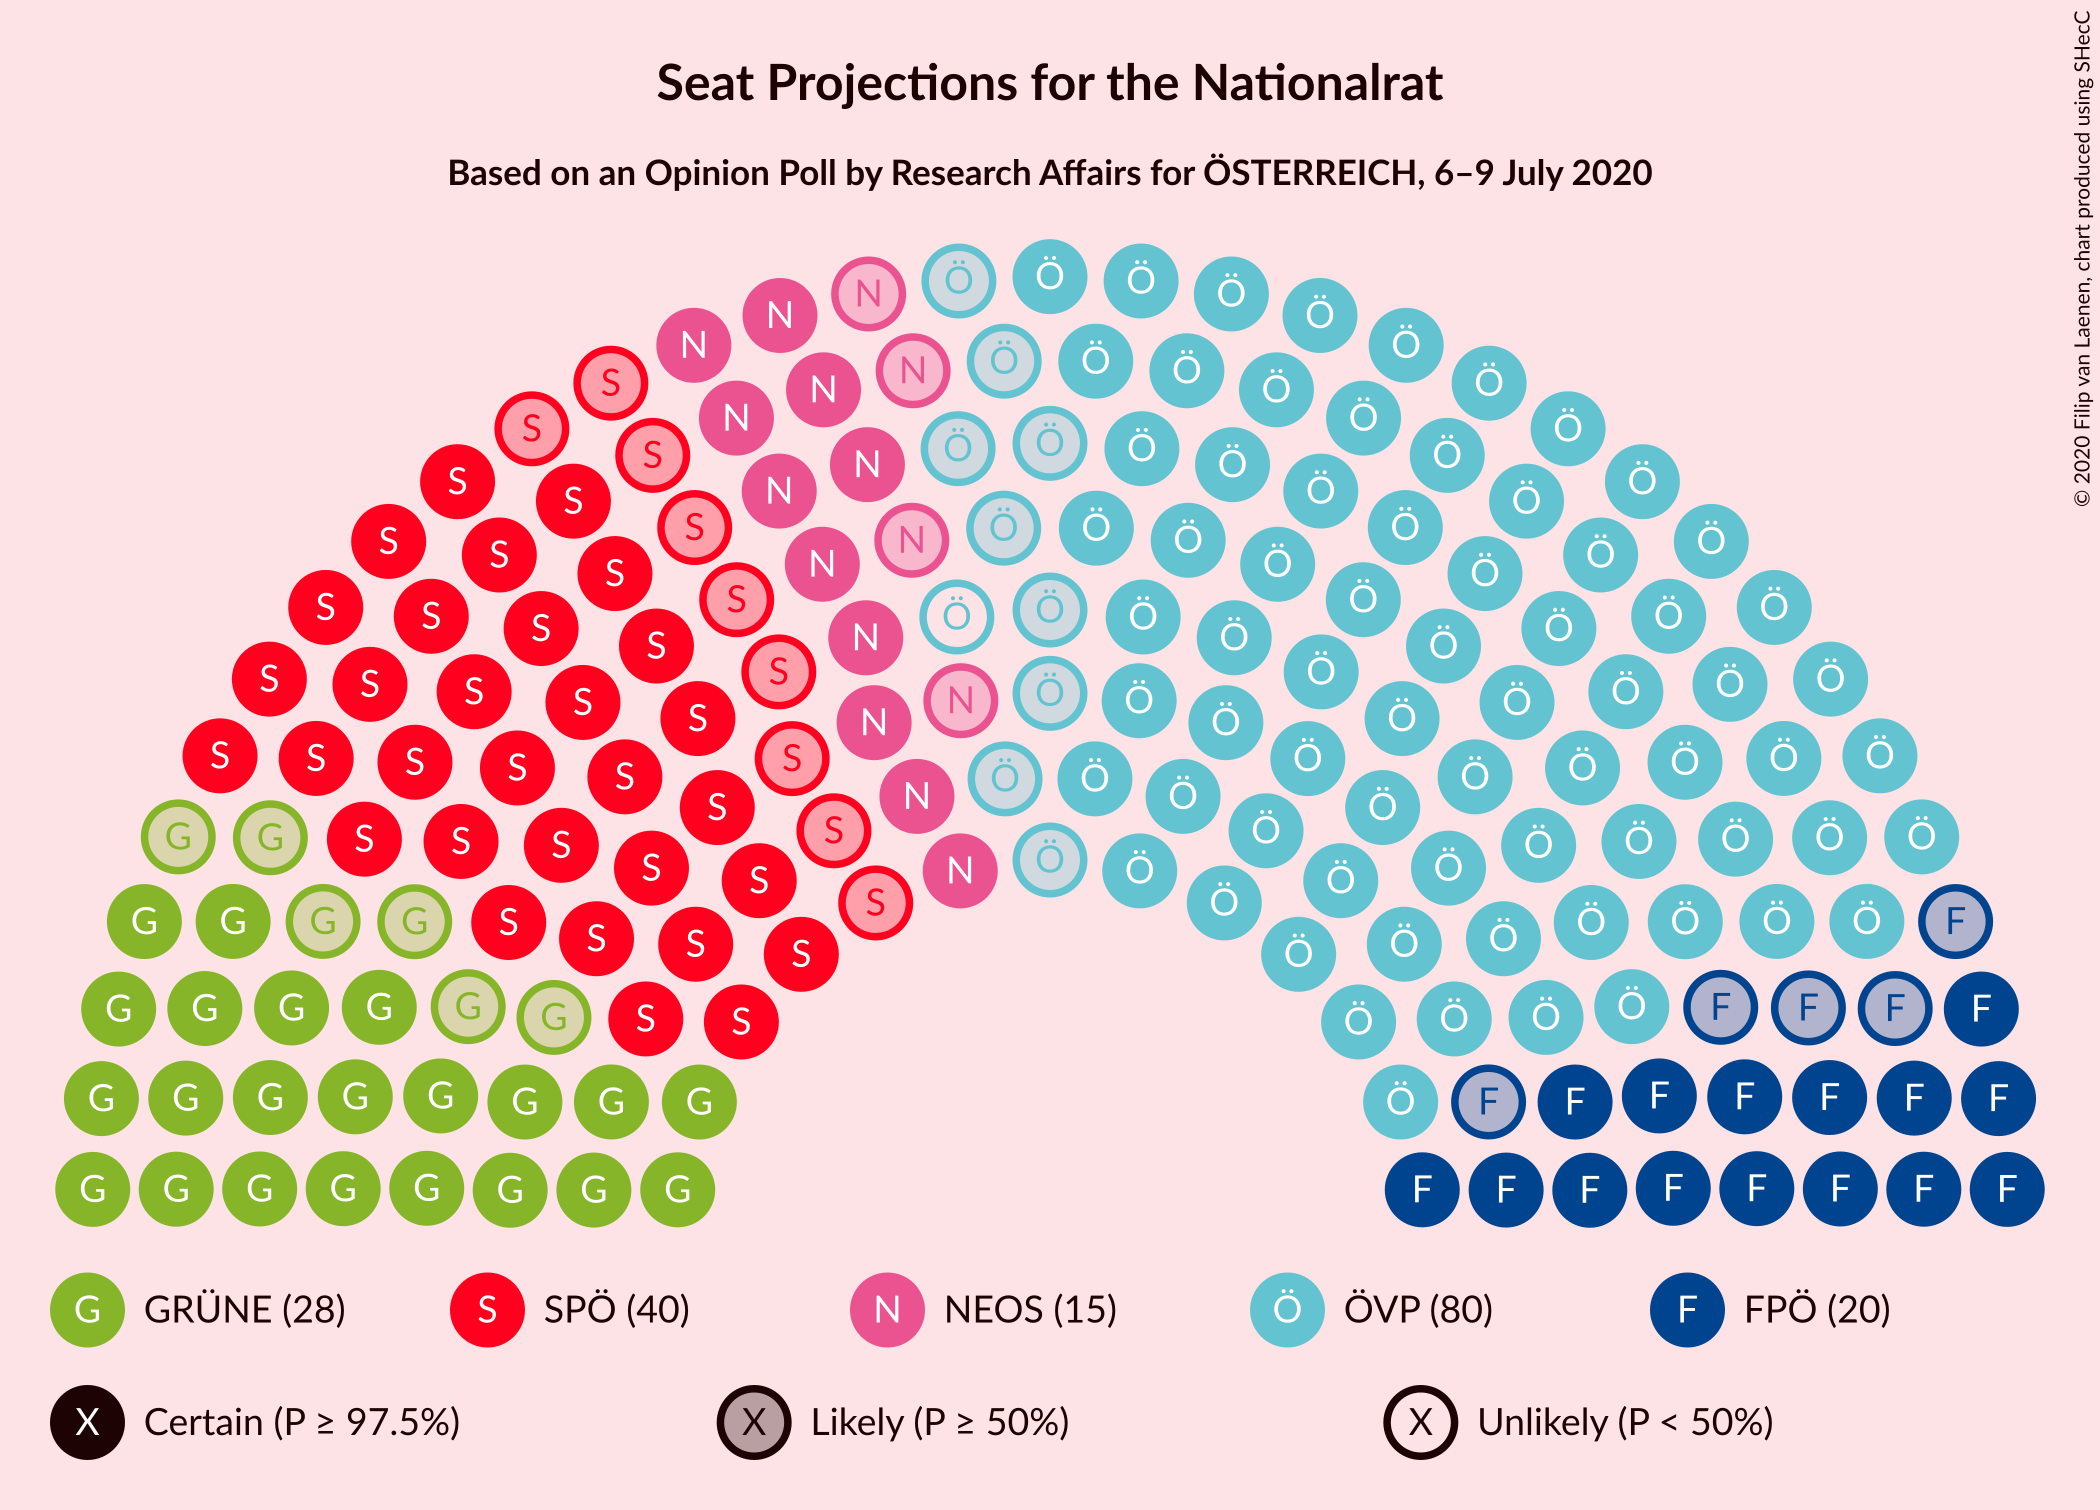 Seat Projections for the Nationalrat
Based on an Opinion Poll by Research Affairs for ÖSTERREICH, 6–9 July 2020
© 2020 Filip van Laenen, chart produced using SHecC
N N N Ö Ö Ö Ö Ö Ö
S S N N N Ö Ö Ö Ö Ö Ö Ö Ö
S S S N N Ö Ö Ö Ö Ö Ö Ö Ö
S S S S N N Ö Ö Ö Ö Ö Ö Ö Ö
S S S S S N Ö Ö Ö Ö Ö Ö Ö Ö
S S S S S S N N Ö Ö Ö Ö Ö Ö Ö Ö
S S S S S S S N Ö Ö Ö Ö Ö Ö Ö Ö Ö
G G S S S S S S N Ö Ö Ö Ö Ö Ö Ö Ö Ö
G G G G S S S S S Ö Ö Ö Ö Ö Ö Ö Ö F
G G G G G G S S Ö Ö Ö Ö F F F F
G G G G G G G G Ö F F F F F F F
G G G G G G G G F F F F F F F F
G GRÜNE (28) S SPÖ (40) N NEOS (15) Ö ÖVP (80) F FPÖ (20)
X Certain (P ≥ 97.5%) X Likely (P ≥ 50%) X Unlikely (P < 50%)